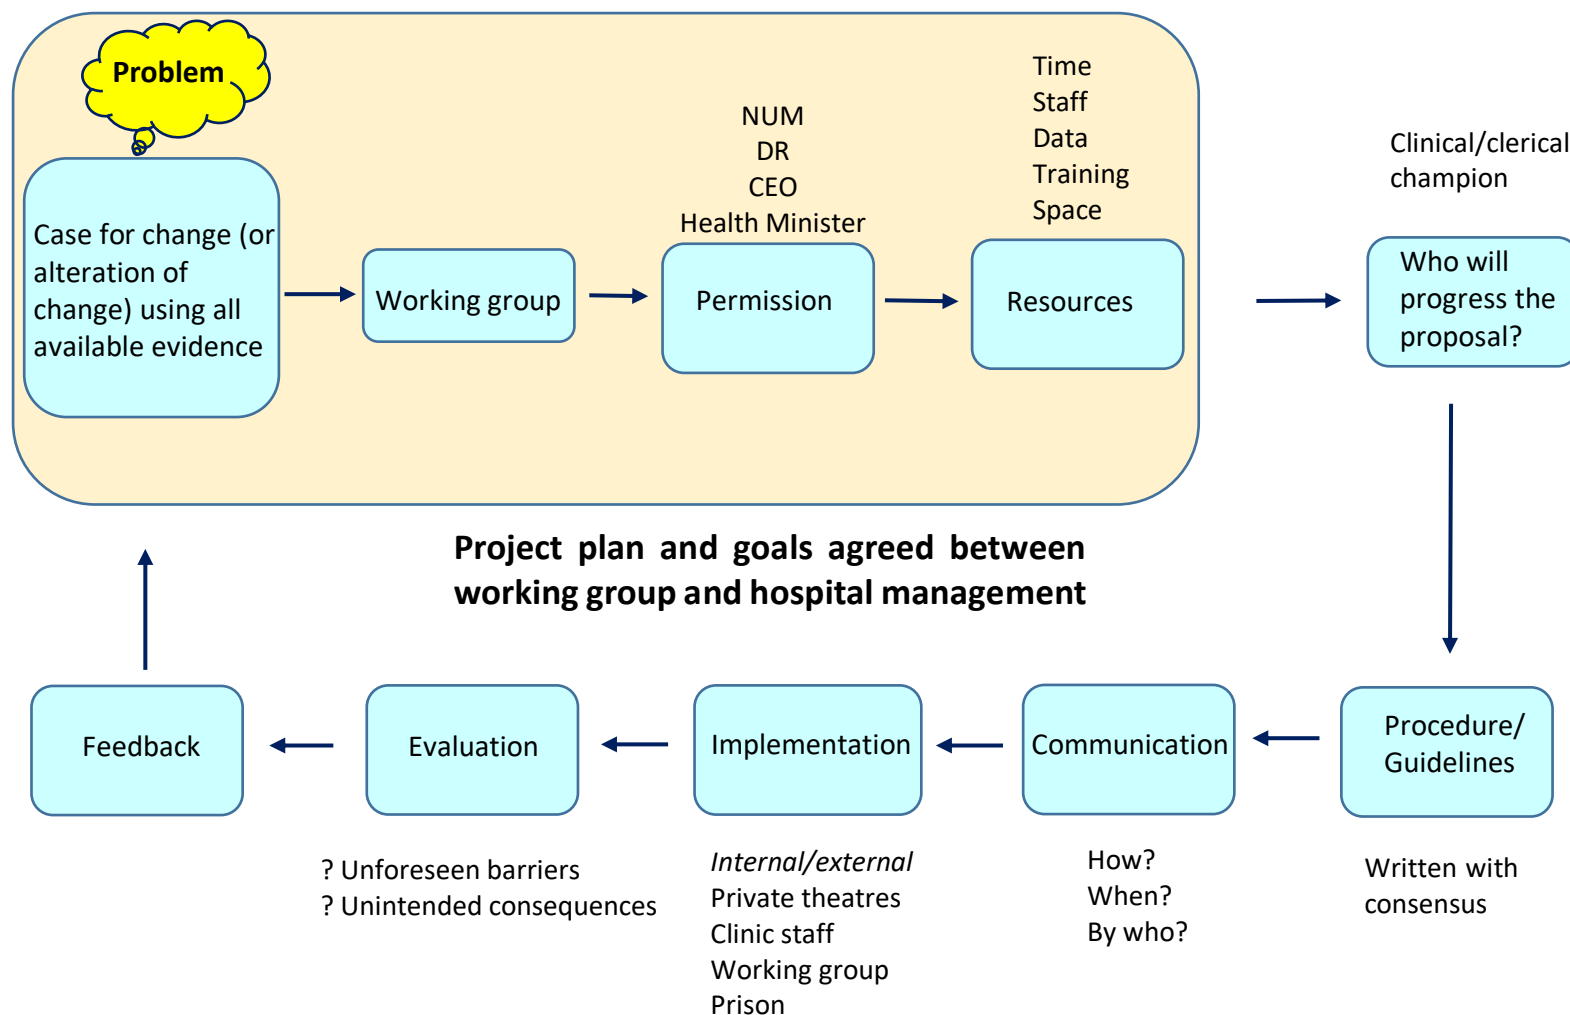 Problem
Case for change (or
alteration of
change) using all
available evidence
Working group
NUM
DR
CEO
Health Minister
Permission
Time
Staff
Data
Training
Space
Resources
Clinical/clerical
champion
Who will
progress the
proposal?
Project plan and goals agreed between
working group and hospital management
Feedback
Evaluation
? Unforeseen barriers
? Unintended consequences
Implementation
Internal/external
Private theatres
Clinic staff
Working group
Prison
Communication
How?
When?
By who?
Procedure/
Guidelines
Written with
consensus